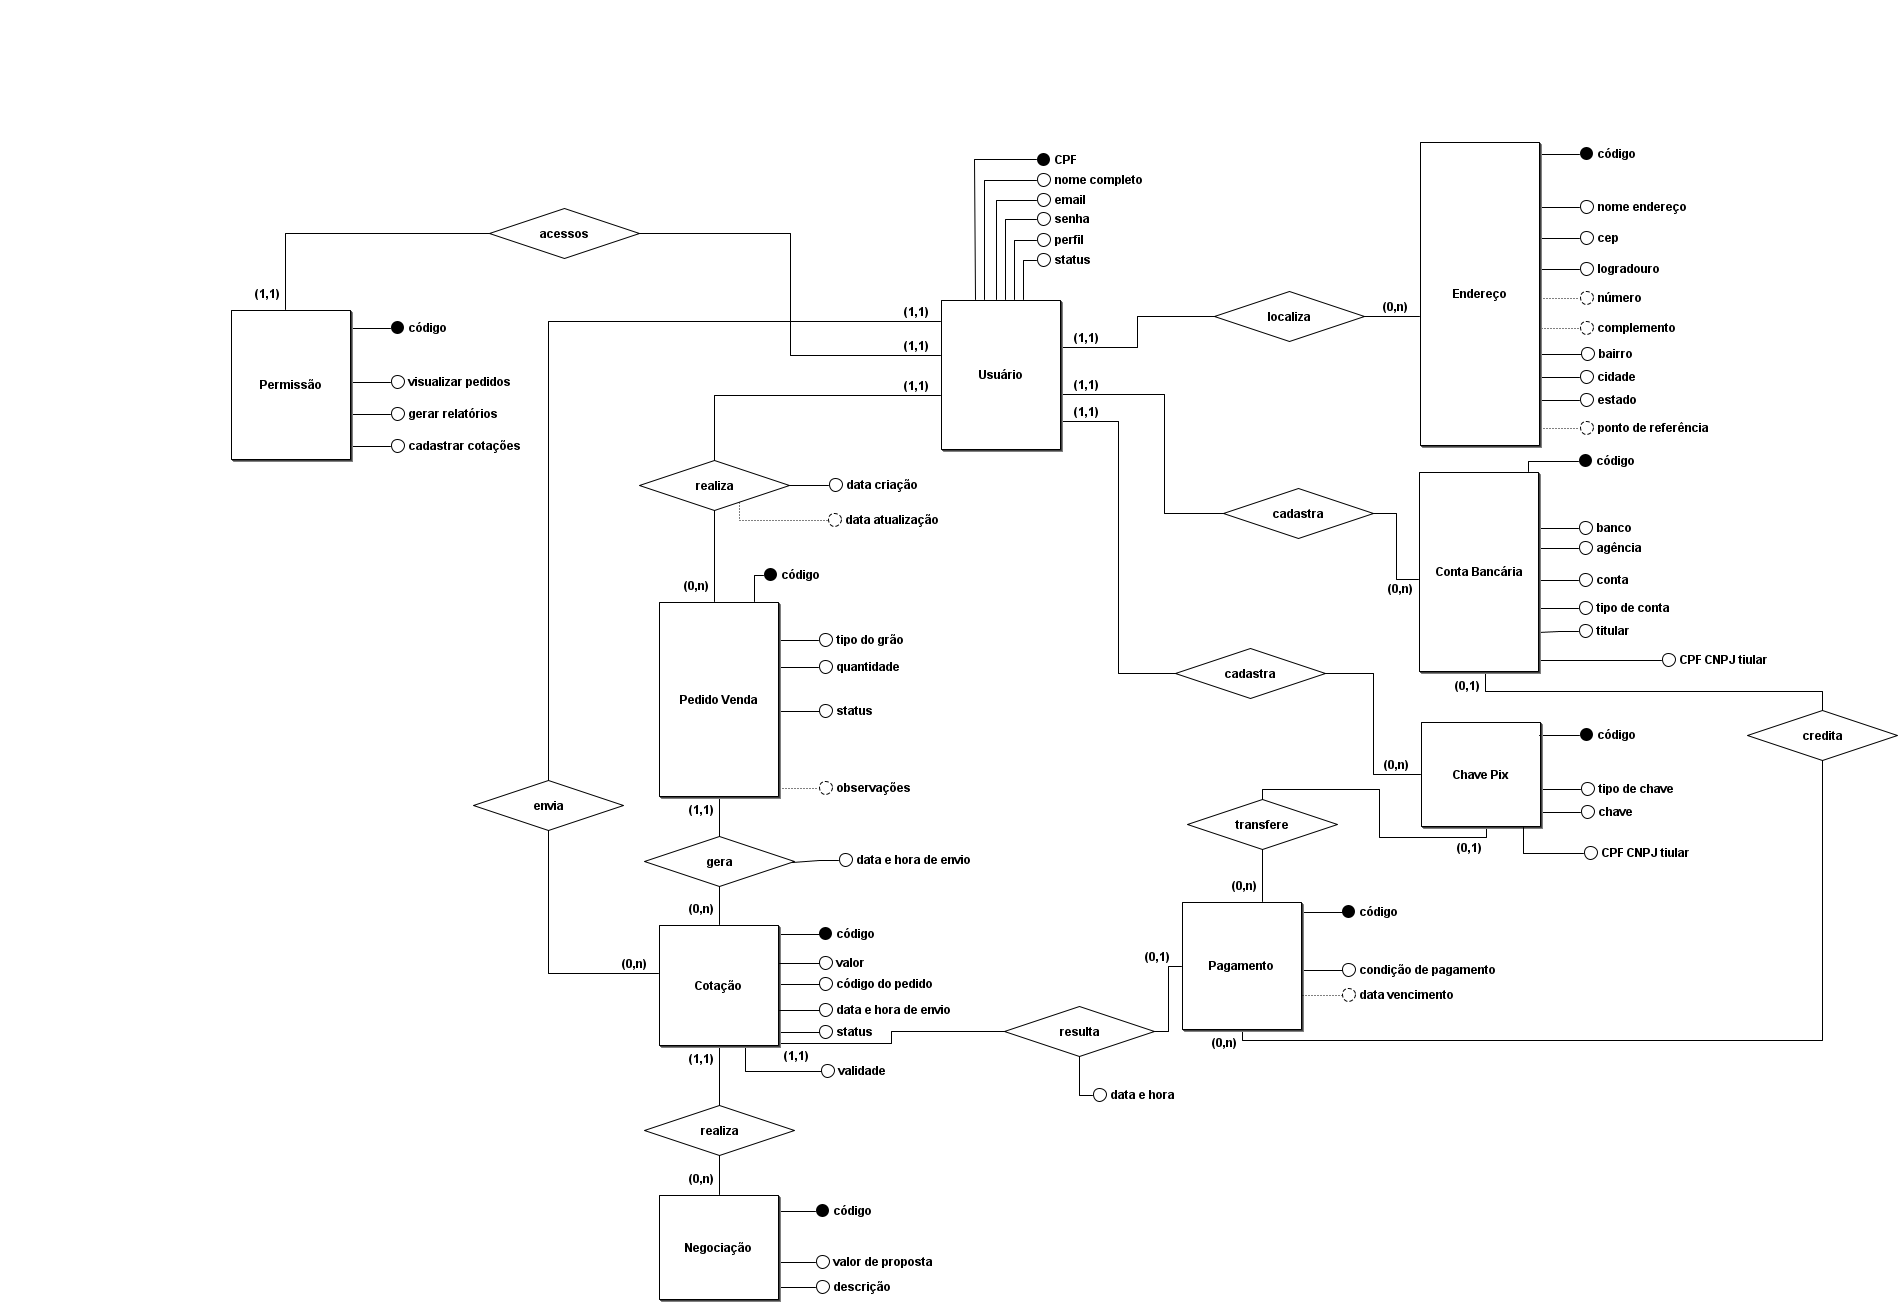 CPF
nome completo
email
senha
perfil
status
acessos
(1,1)
(1,1)
(1,1)
(1,1)
Usuário
(1,1)
(1,1)
(1,1)
Permissão
código
visualizar pedidos
gerar relatórios
cadastrar cotações
localiza
(0,n)
Endereço
código
nome endereço
cep
logradouro
número
complemento
bairro
cidade
estado
ponto de referência
realiza
data criação
data atualização
(0,n)
cadastra
(0,n)
Conta Bancária
código
banco
agência
conta
tipo de conta
titular
CPF CNPJ tiular
(0,1)
credita
Pedido Venda
código
tipo do grão
quantidade
status
observações
(1,1)
cadastra
(0,n)
Chave Pix
código
tipo de chave
chave
CPF CNPJ tiular
(0,1)
transfere
(0,n)
envia
(0,n)
gera
data e hora de envio
(0,n)
Cotação
código
valor
código do pedido
data e hora de envio
status
validade
(1,1)
(1,1)
resulta
data e hora
(0,1)
Pagamento
código
condição de pagamento
data vencimento
(0,n)
realiza
(0,n)
Negociação
código
valor de proposta
descrição